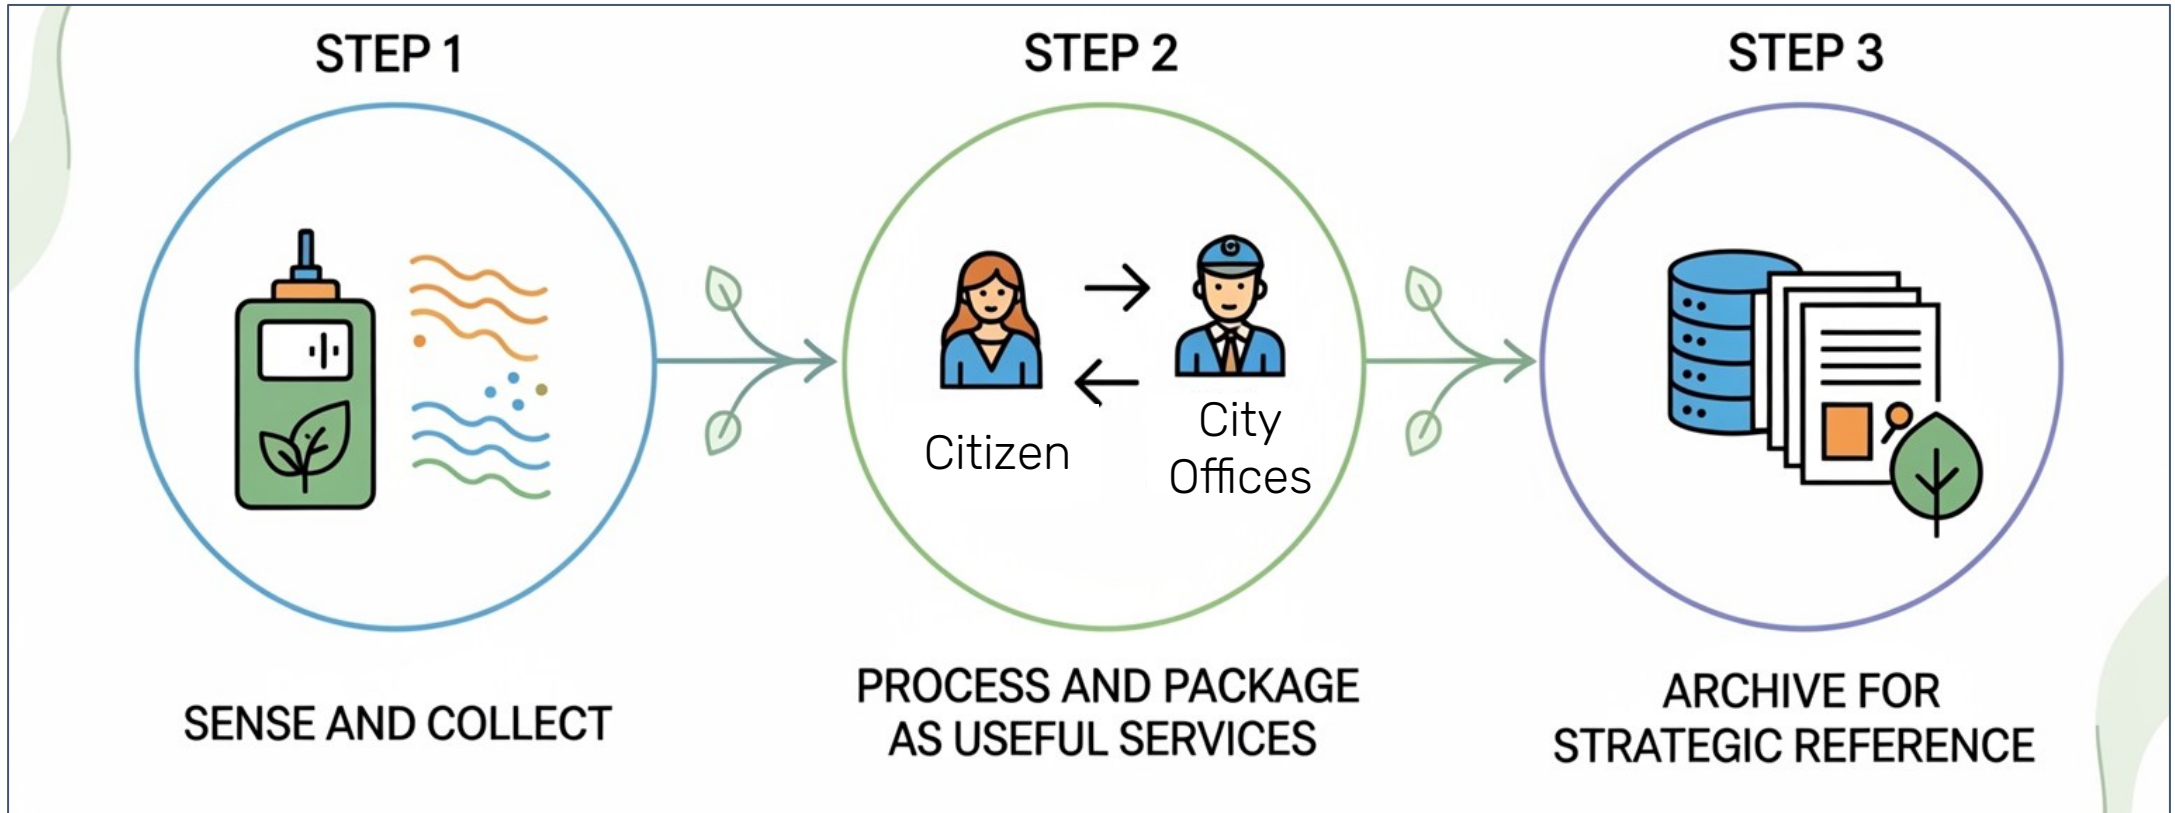 STEP 1
STEP 2
STEP 3
Citizen
City
Offices
SENSE AND COLLECT
PROCESS AND PACKAGE
AS USEFUL SERVICES
ARCHIVE FOR
STRATEGIC REFERENCE